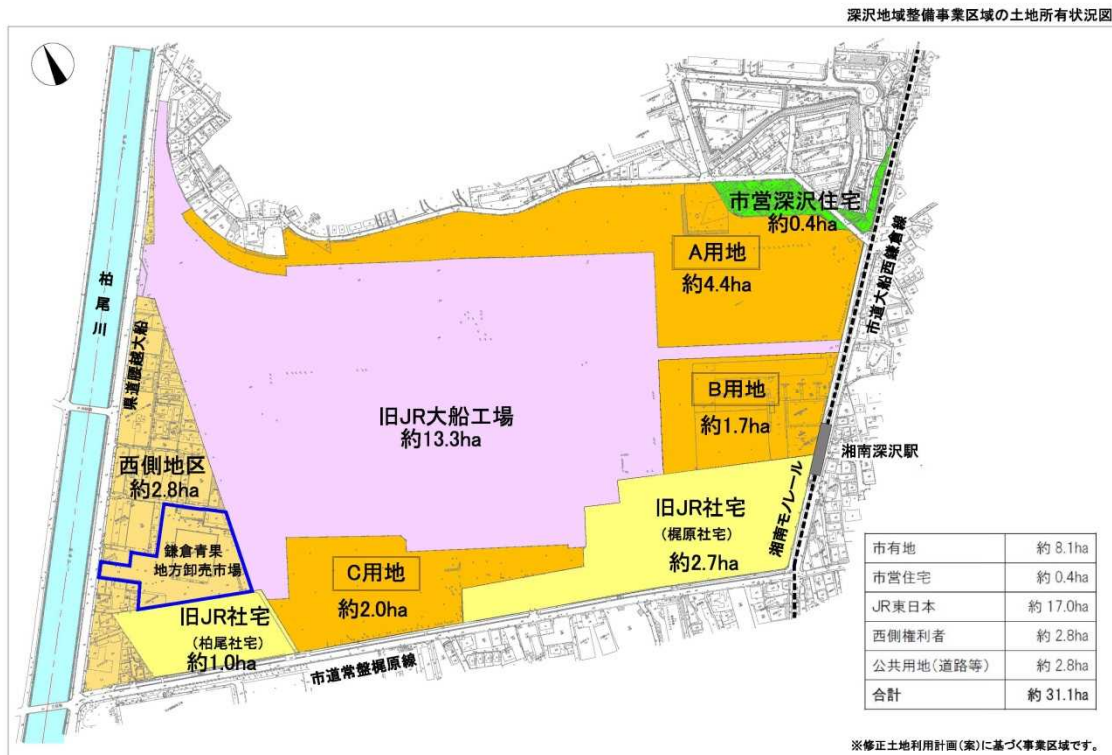 深沢地域整備事業区域の土地所有状況図
市営深沢住宅
約0.4ha
A用地
約4.4ha
市道大船西鎌倉線
柏尾川
県道腰越大船
旧JR大船工場
約13.3ha
B用地
約1.7ha
湘南深沢駅
西側地区
約2.8ha
湘南モノレール
旧JR社宅
(梶原社宅)
約2.7ha
鎌倉青果
地方卸売市場
C用地
約2.0ha
旧JR社宅
(柏尾社宅)
約1.0ha
市道常盤梶原線
市有地 約 8.1ha
市営住宅 約 0.4ha
JR東日本 約 17.0ha
西側権利者 約 2.8ha
公共用地(道路等) 約 2.8ha
合計 約 31.1ha
※修正土地利用計画(案)に基づく事業区域です。